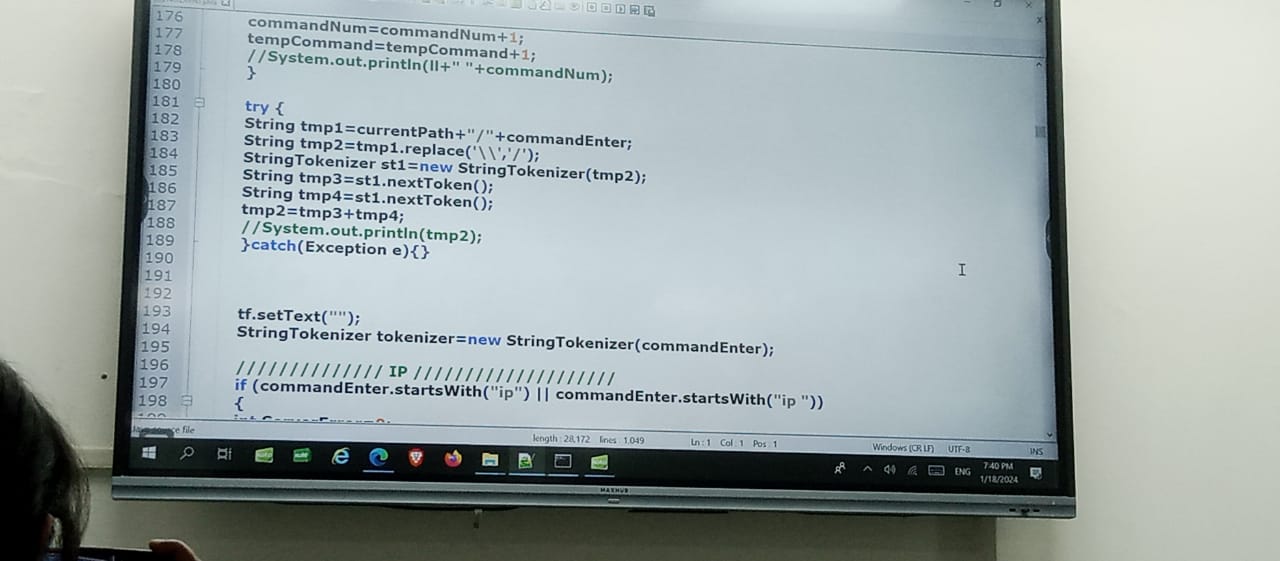 176
177 commandNum=commandNum+1;
178 tempCommand=tempCommand+1;
179 //System.out.println(ll+" "+commandNum);
180 }
181
182 try {
183 String tmp1=currentPath+"/"+commandEnter;
184 String tmp2=tmp1.replace('\\','/');
185 StringTokenizer st1=new StringTokenizer(tmp2);
186 String tmp3=st1.nextToken();
187 String tmp4=st1.nextToken();
188 tmp2=tmp3+tmp4;
189 //System.out.println(tmp2);
190 }catch(Exception e){}
191
192
193 tf.setText("");
194 StringTokenizer tokenizer=new StringTokenizer(commandEnter);
195
196 ////////////// IP ////////////////////
197 if (commandEnter.startsWith("ip") || commandEnter.startsWith("ip "))
198 {
file length : 28,172 lines : 1,049 Ln : 1 Col : 1 Pos : 1 Windows (CR LF) UTF-8 INS
ENG 7:40 PM
1/18/2024
MAXHUB